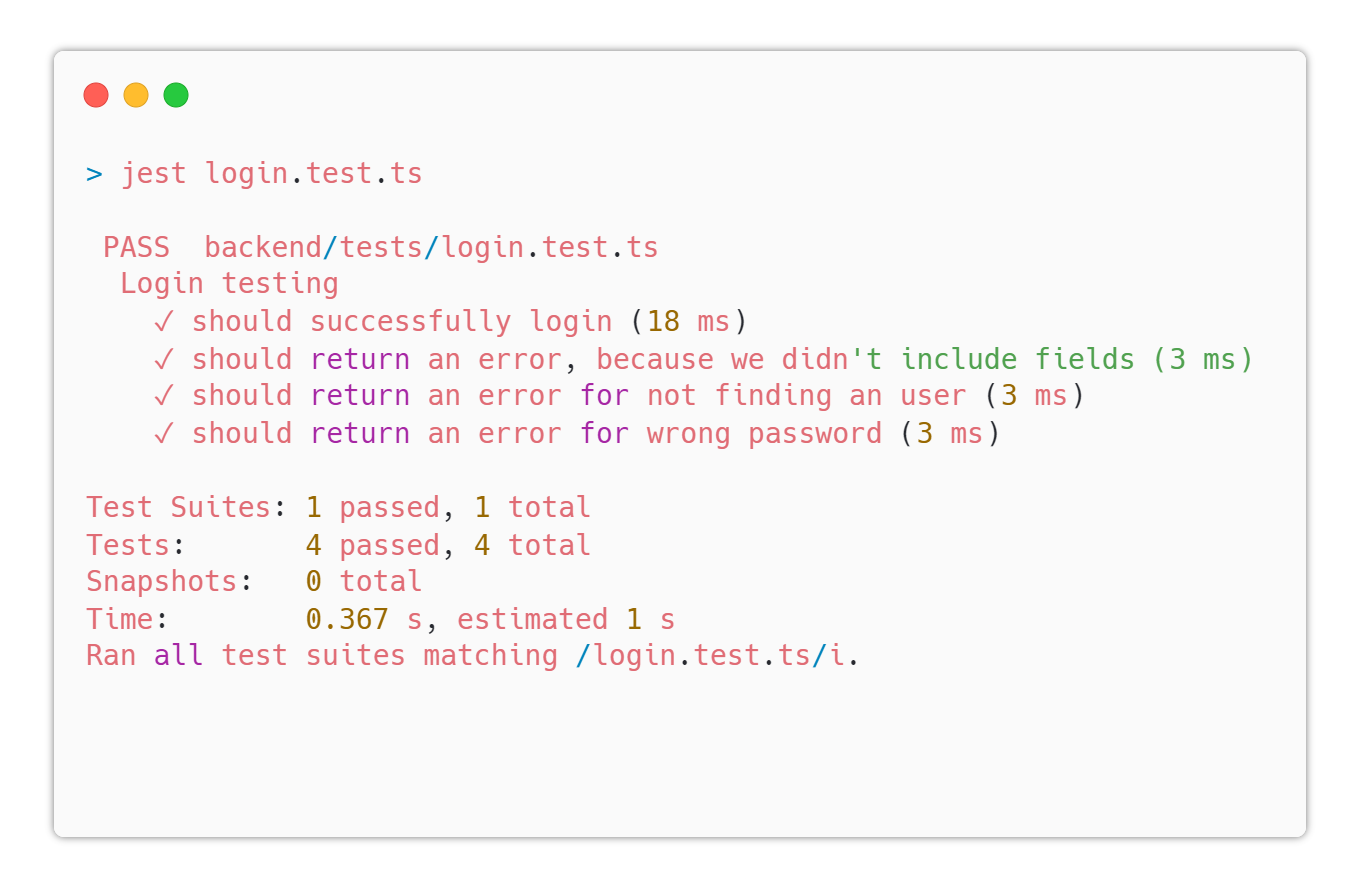 > jest login.test.ts
PASS  backend/tests/login.test.ts
Login testing
✓ should successfully login (18 ms)
✓ should return an error, because we didn't include fields (3 ms)
✓ should return an error for not finding an user (3 ms)
✓ should return an error for wrong password (3 ms)
Test Suites: 1 passed, 1 total
Tests:       4 passed, 4 total
Snapshots:   0 total
Time:        0.367 s, estimated 1 s
Ran all test suites matching /login.test.ts/i.